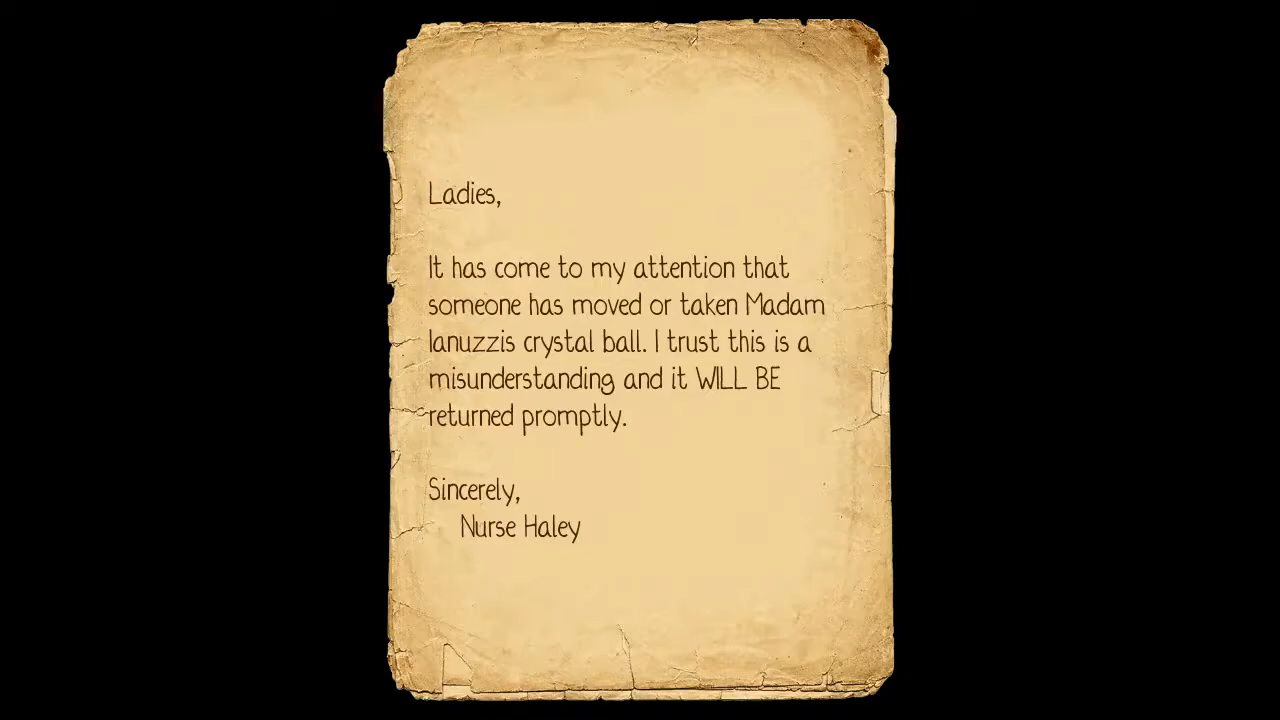 Ladies,
It has come to my attention that
someone has moved or taken Madam
Ianuzzis crystal ball. I trust this is a
misunderstanding and it WILL BE
returned promptly.
Sincerely,
Nurse Haley